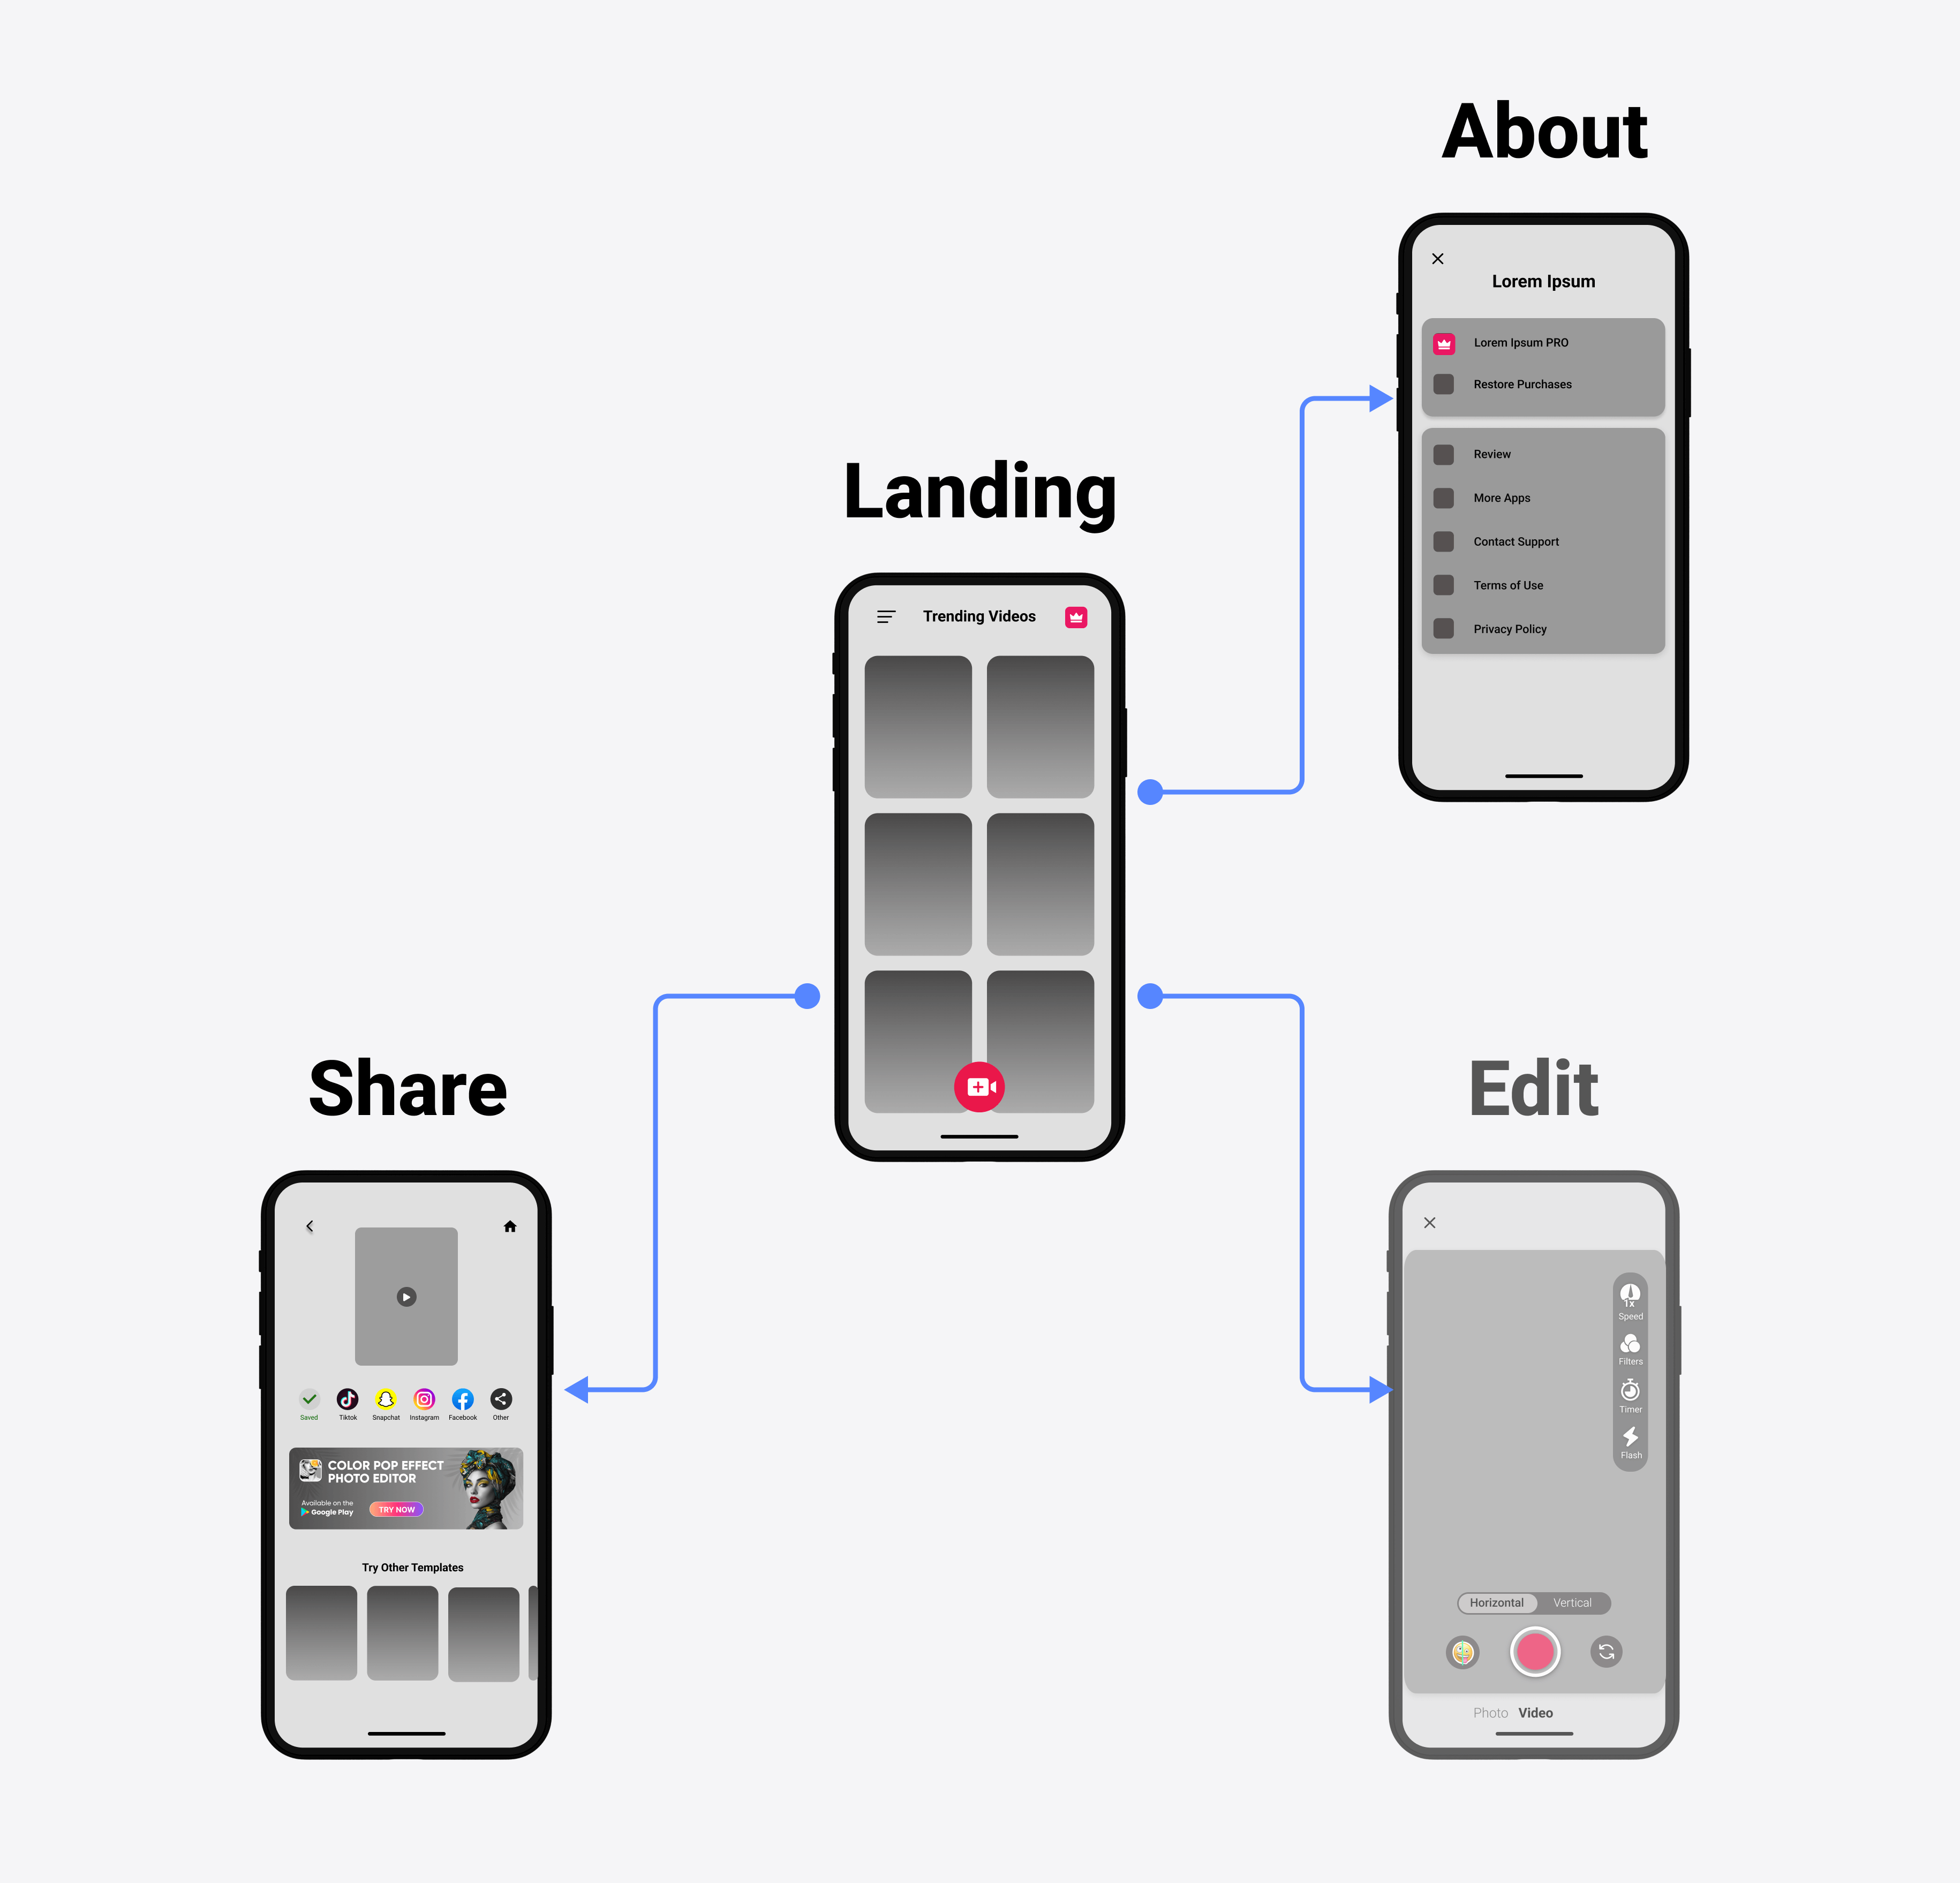 About
Lorem Ipsum
Lorem Ipsum PRO
Restore Purchases
Review
More Apps
Contact Support
Terms of Use
Privacy Policy
Landing
Trending Videos
Share
Saved
Tiktok
Snapchat
Instagram
Facebook
Other
COLOR POP EFFECT
PHOTO EDITOR
Available on the
Google Play
TRY NOW
Try Other Templates
Edit
1x
Speed
Filters
Timer
Flash
Horizontal
Vertical
Photo
Video